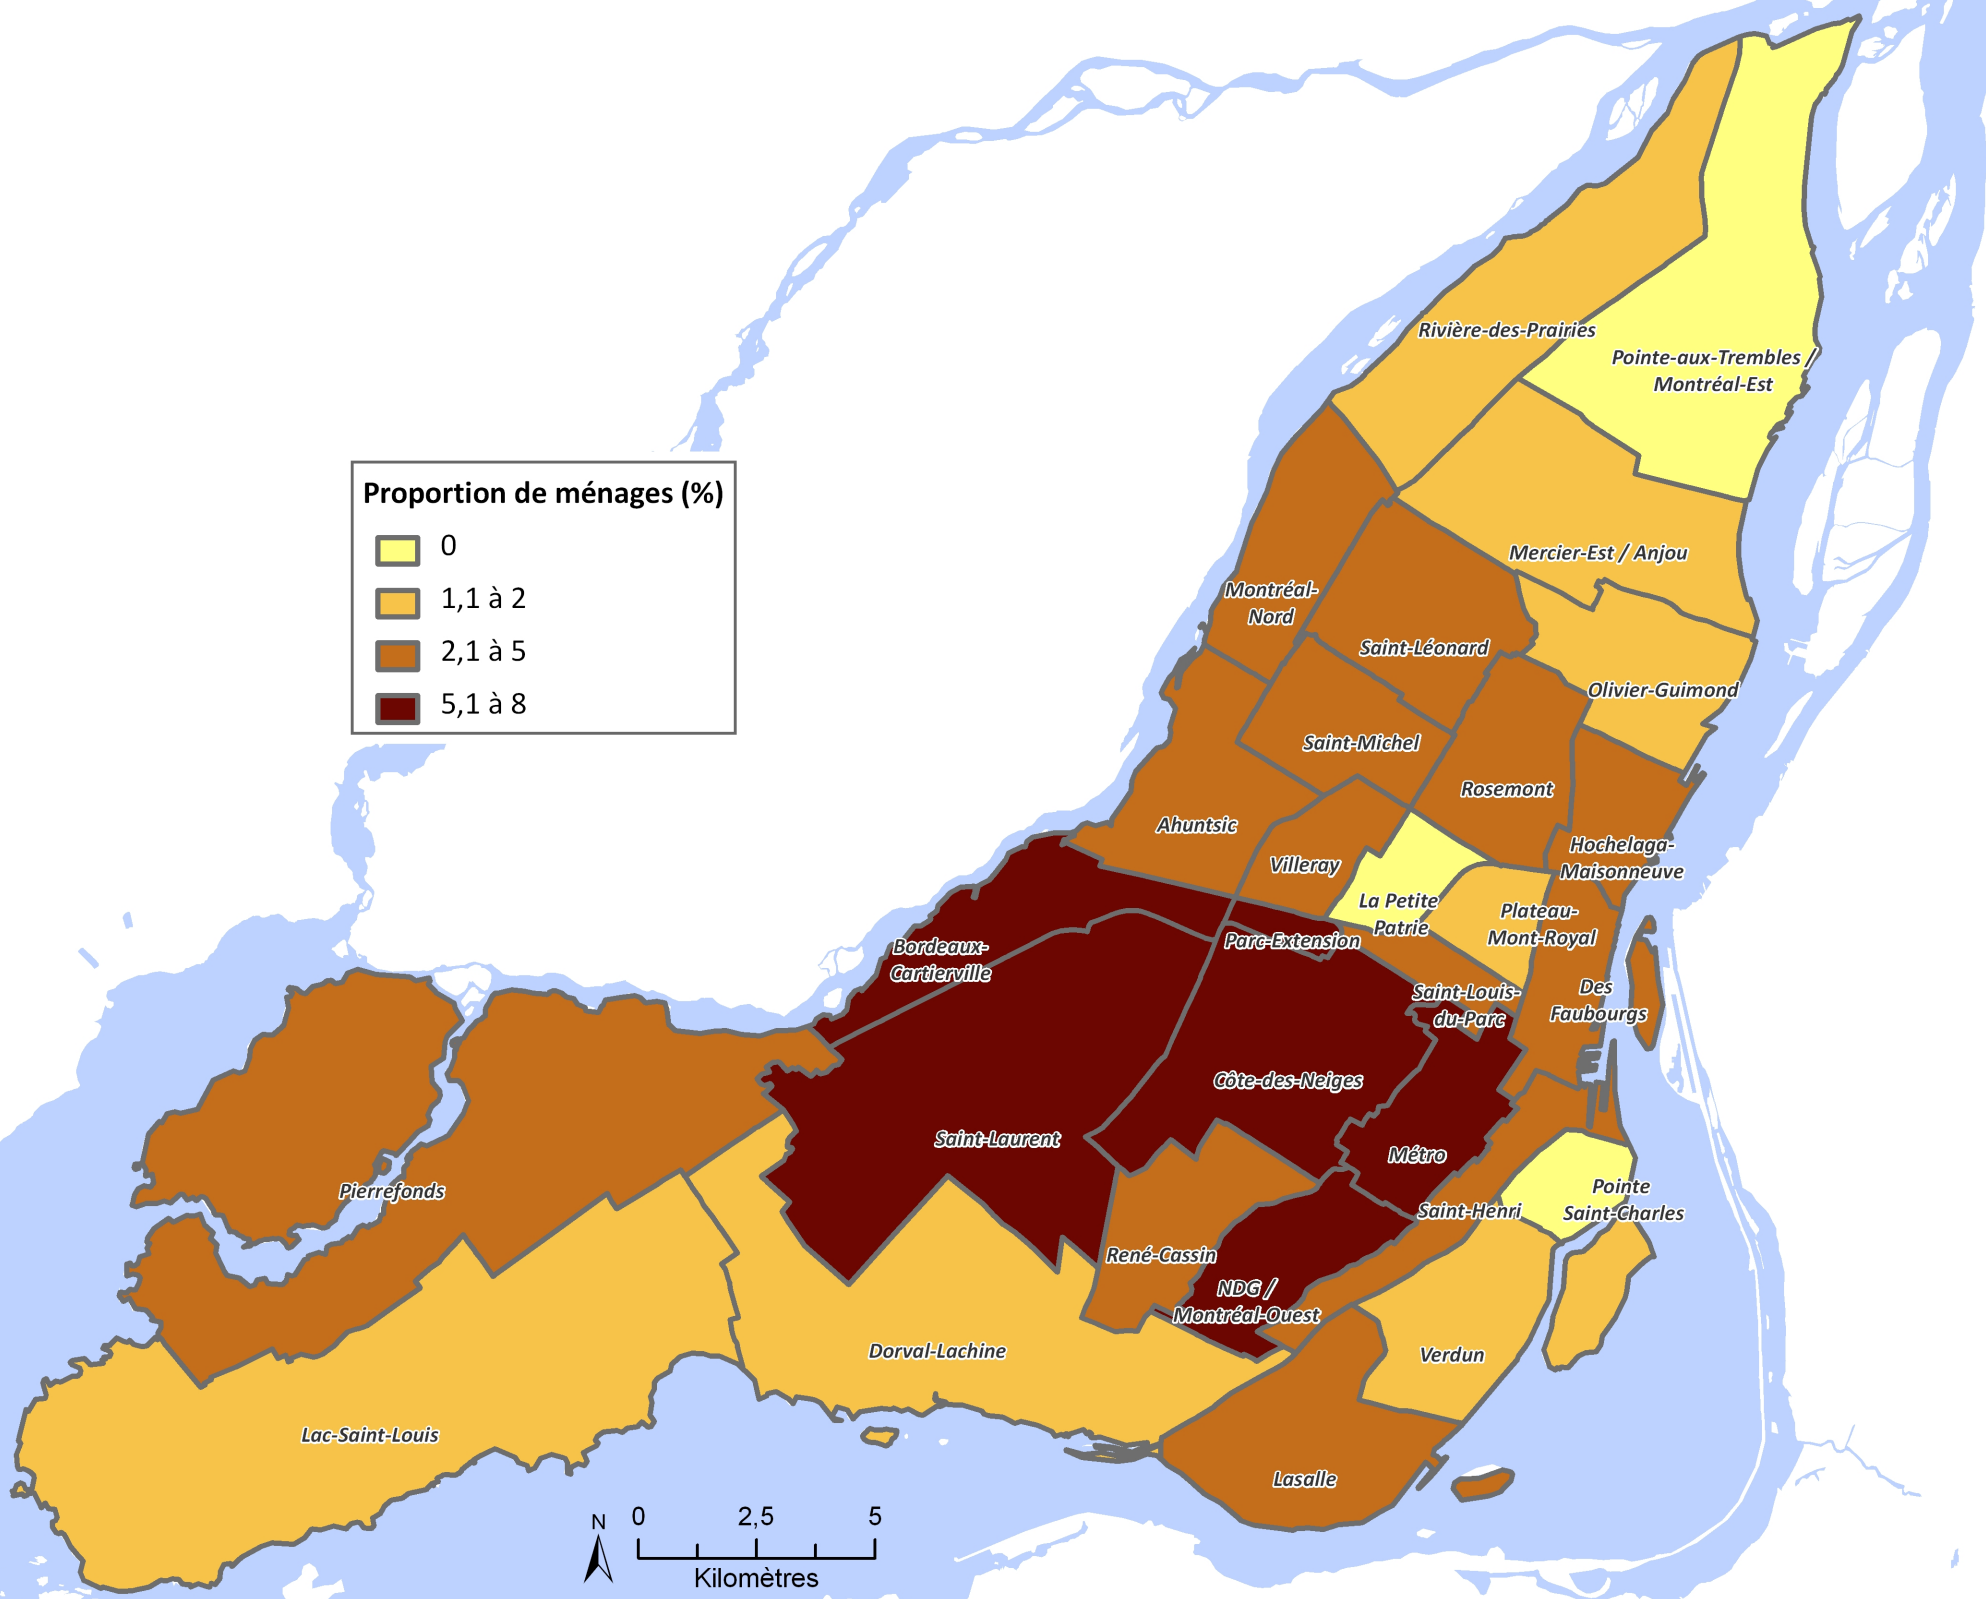 Rivière-des-Prairies
Pointe-aux-Trembles /
Montréal-Est
Proportion de ménages (%)
0
1,1 à 2
2,1 à 5
5,1 à 8
Mercier-Est / Anjou
Montréal-
Nord
Saint-Léonard
Olivier-Guimond
Saint-Michel
Rosemont
Ahuntsic
Villeray
Hochelaga-
Maisonneuve
La Petite
Patrie
Plateau-
Mont-Royal
Bordeaux-
Cartierville
Parc-Extension
Saint-Louis-
du-Parc
Des
Faubourgs
Côte-des-Neiges
Saint-Laurent
Métro
Pierrefonds
Saint-Henri
Pointe
Saint-Charles
René-Cassin
NDG /
Montréal-Ouest
Dorval-Lachine
Verdun
Lac-Saint-Louis
Lasalle
N
0 2,5 5
Kilomètres